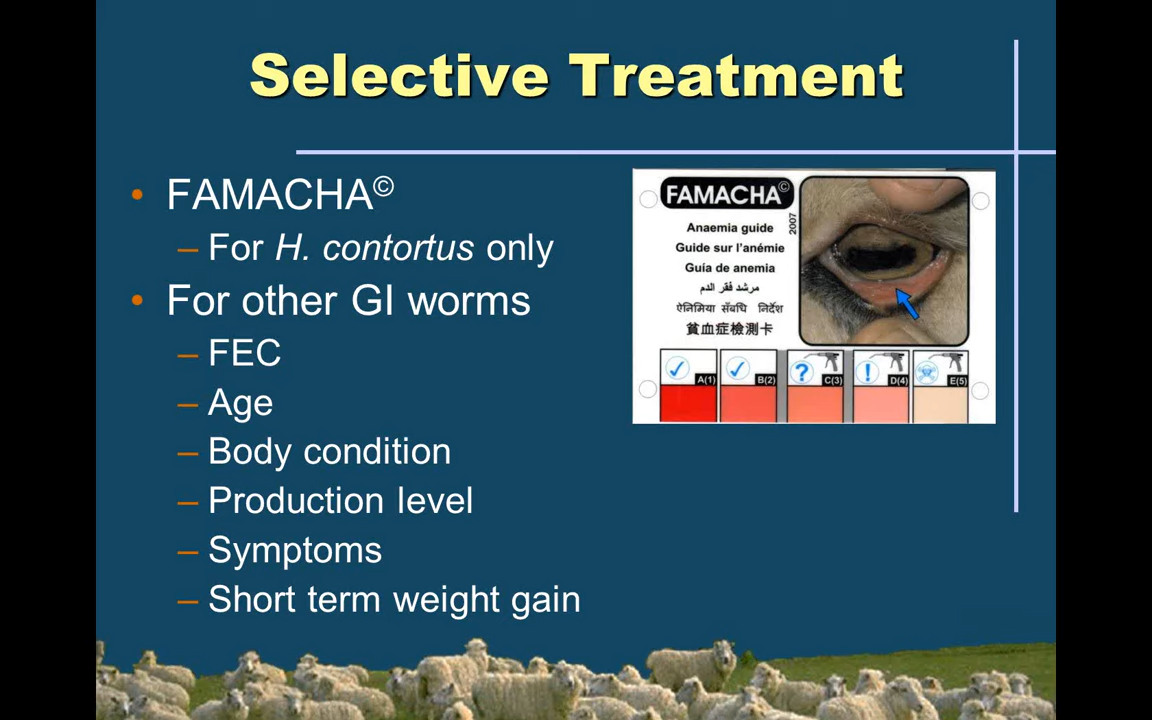 Selective Treatment
• FAMACHA©
– For H. contortus only
• For other GI worms
– FEC
– Age
– Body condition
– Production level
– Symptoms
– Short term weight gain
FAMACHA©
2007
Anaemia guide
Guide sur l'anémie
Guía de anemia
مرشد فقر الدم
ऐनिमिया सँबधि निर्देश
貧血症檢測卡
A(1) B(2) ? C(3) ! D(4) E(5)